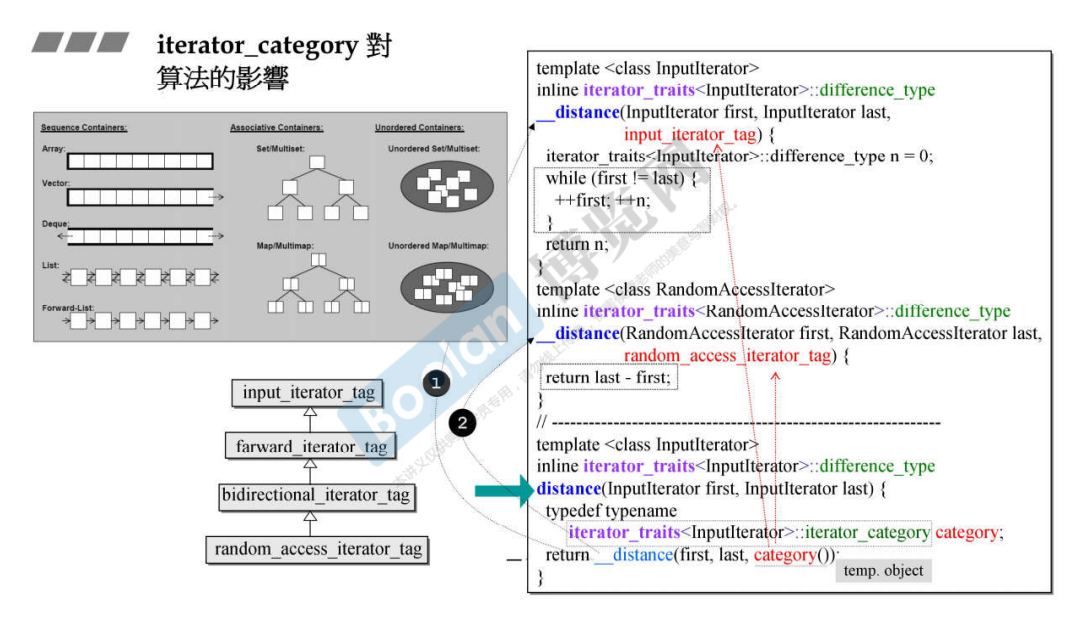 iterator_category 對
算法的影響
Sequence Containers:
Associative Containers:
Unordered Containers:
Array:
Set/Multiset:
Unordered Set/Multiset:
Vector:
Deque:
List:
Map/Multimap:
Unordered Map/Multimap:
Forward-List:
1
2
input_iterator_tag
farward_iterator_tag
bidirectional_iterator_tag
random_access_iterator_tag
template <class InputIterator>
inline iterator_traits<InputIterator>::difference_type
__distance(InputIterator first, InputIterator last,
input_iterator_tag) {
iterator_traits<InputIterator>::difference_type n = 0;
while (first != last) {
++first; ++n;
}
return n;
}
template <class RandomAccessIterator>
inline iterator_traits<RandomAccessIterator>::difference_type
__distance(RandomAccessIterator first, RandomAccessIterator last,
random_access_iterator_tag) {
return last - first;
}
// ----------------------------------------------------------------
template <class InputIterator>
inline iterator_traits<InputIterator>::difference_type
distance(InputIterator first, InputIterator last) {
typedef typename
iterator_traits<InputIterator>::iterator_category category;
return __distance(first, last, category());
}
temp. object
Boolan 博览网